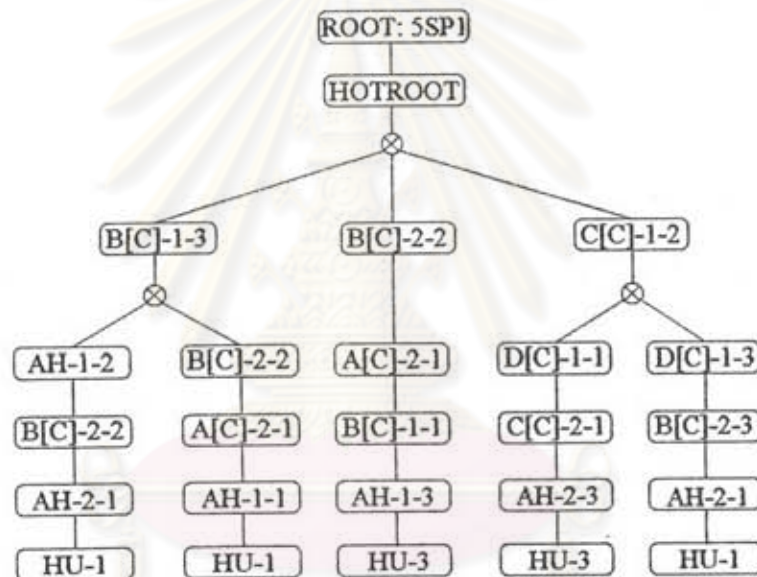 ROOT: 5SP1
HOTROOT
B[C]-1-3 B[C]-2-2 C[C]-1-2
AH-1-2 B[C]-2-2 A[C]-2-1 D[C]-1-1 D[C]-1-3
B[C]-2-2 A[C]-2-1 B[C]-1-1 C[C]-2-1 B[C]-2-3
AH-2-1 AH-1-1 AH-1-3 AH-2-3 AH-2-1
HU-1 HU-1 HU-3 HU-3 HU-1